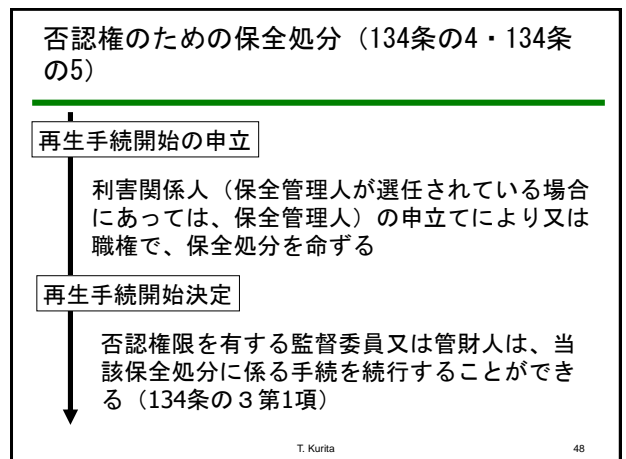 否認権のための保全処分（134条の4・134条
の5）
再生手続開始の申立
利害関係人（保全管理人が選任されている場合
にあっては、保全管理人）の申立てにより又は
職権で、保全処分を命ずる
再生手続開始決定
否認権限を有する監督委員又は管財人は、当
該保全処分に係る手続を続行することができ
る（134条の３第1項）
T. Kurita
48